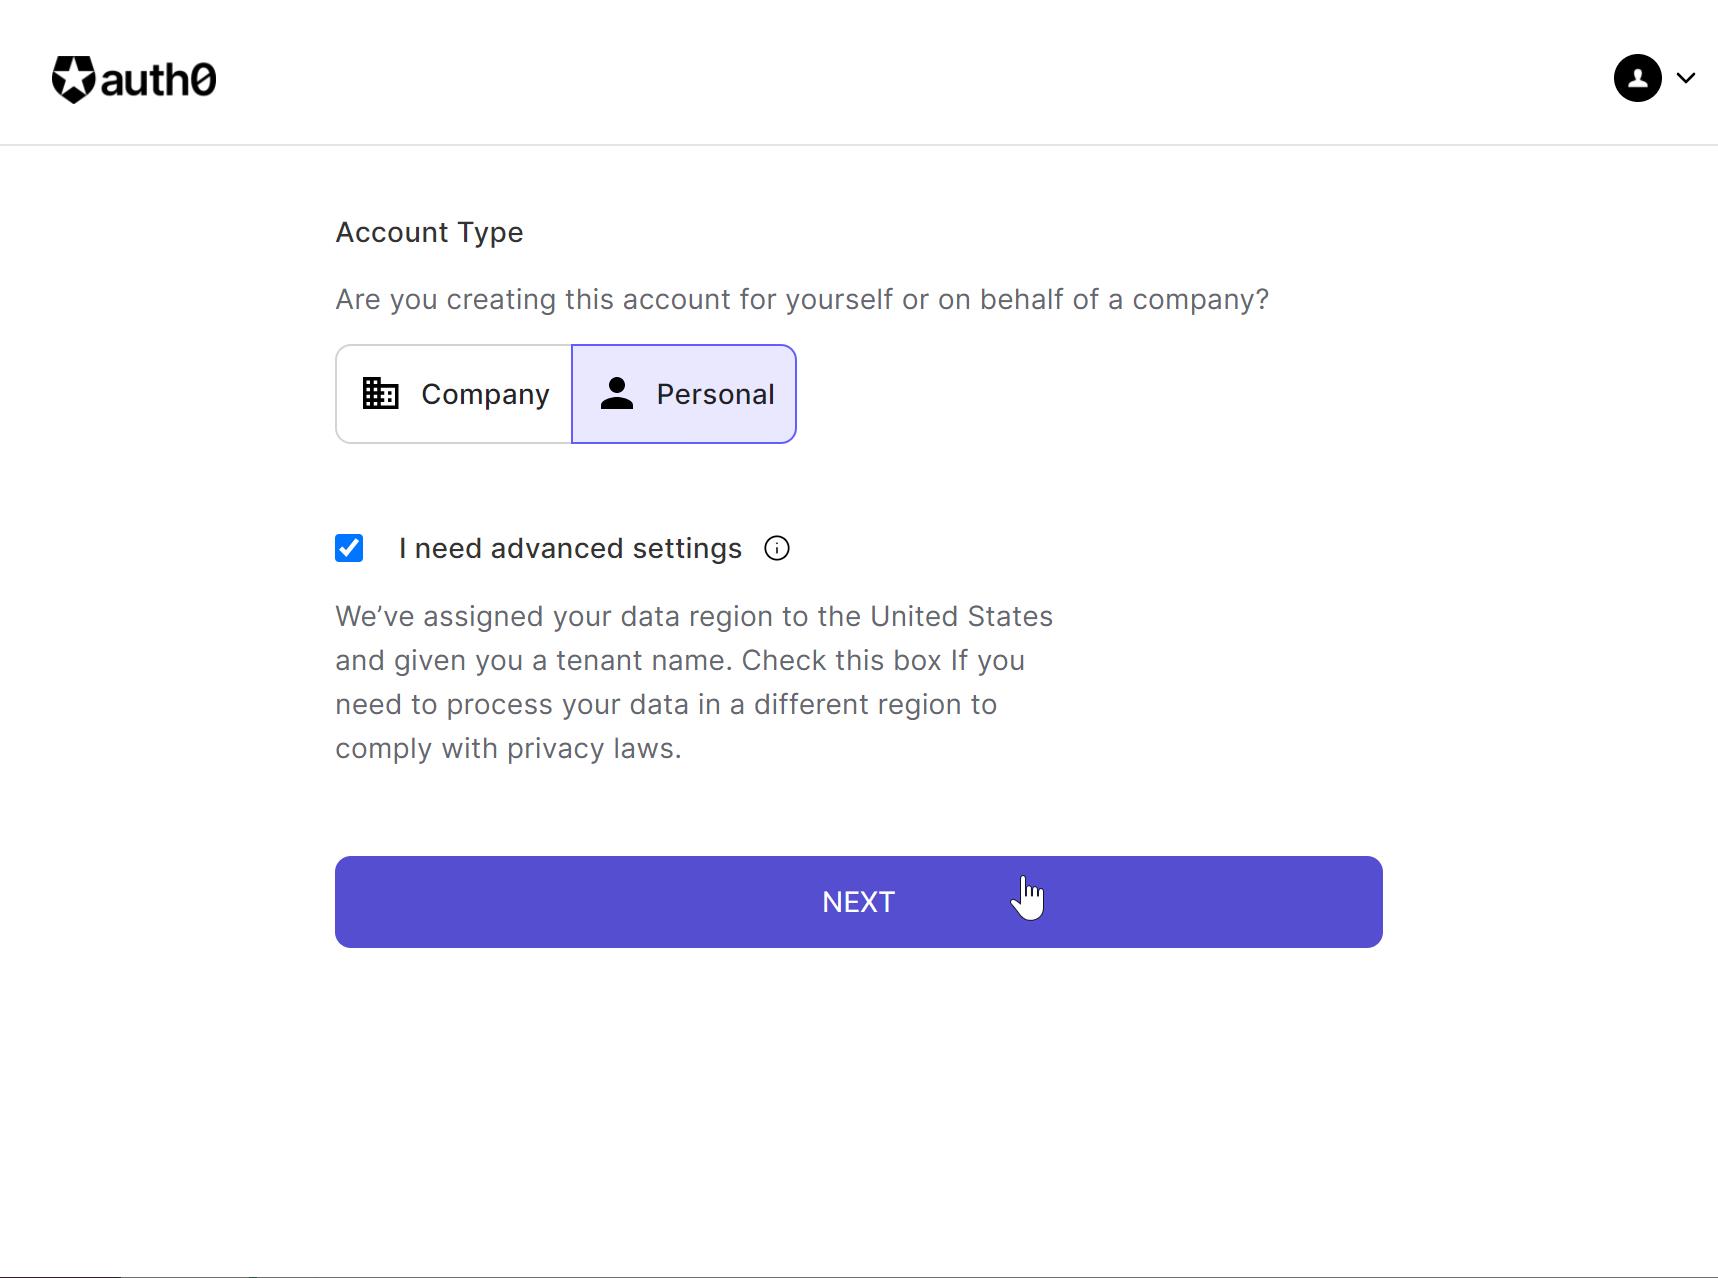 auth0
Account Type
Are you creating this account for yourself or on behalf of a company?
Company
Personal
I need advanced settings
We’ve assigned your data region to the United States
and given you a tenant name. Check this box If you
need to process your data in a different region to
comply with privacy laws.
NEXT